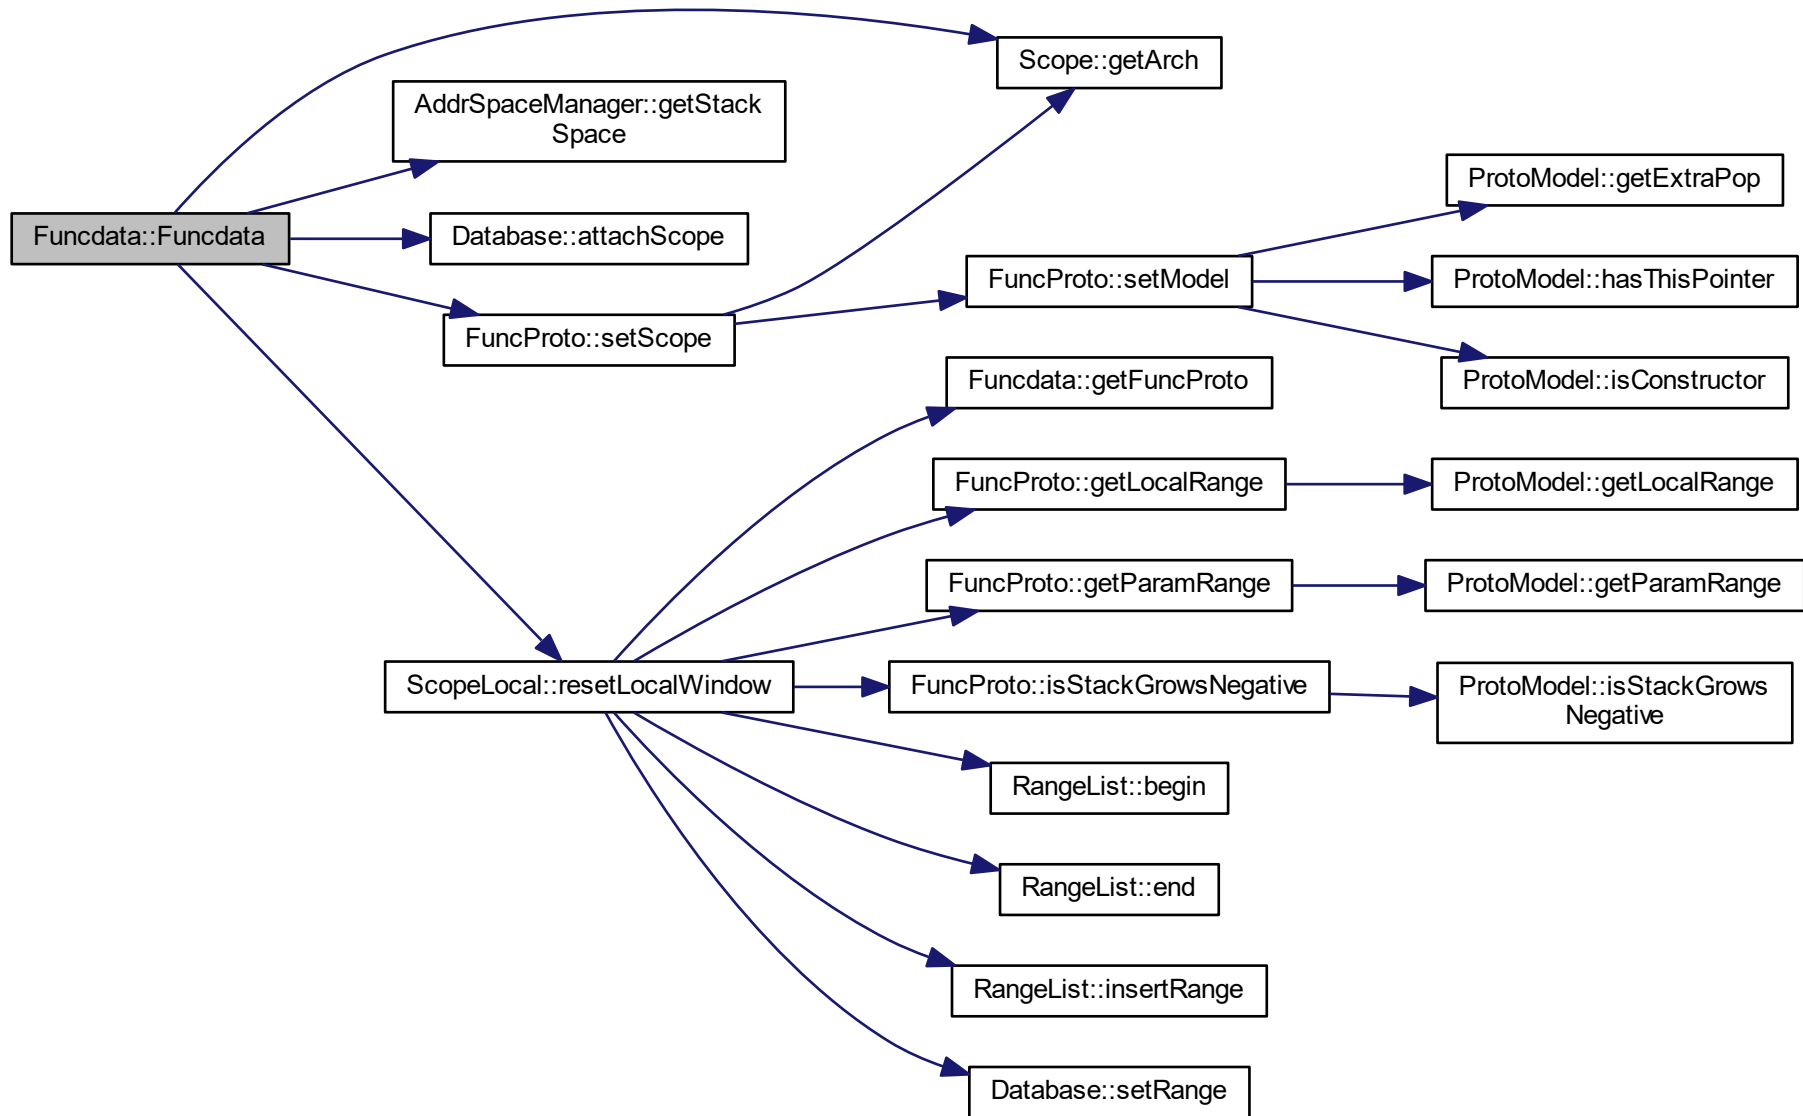 Scope::getArch
AddrSpaceManager::getStack
Space
ProtoModel::getExtraPop
Funcdata::Funcdata
Database::attachScope
FuncProto::setModel
ProtoModel::hasThisPointer
FuncProto::setScope
Funcdata::getFuncProto
ProtoModel::isConstructor
FuncProto::getLocalRange
ProtoModel::getLocalRange
FuncProto::getParamRange
ProtoModel::getParamRange
ScopeLocal::resetLocalWindow
FuncProto::isStackGrowsNegative
ProtoModel::isStackGrows
Negative
RangeList::begin
RangeList::end
RangeList::insertRange
Database::setRange